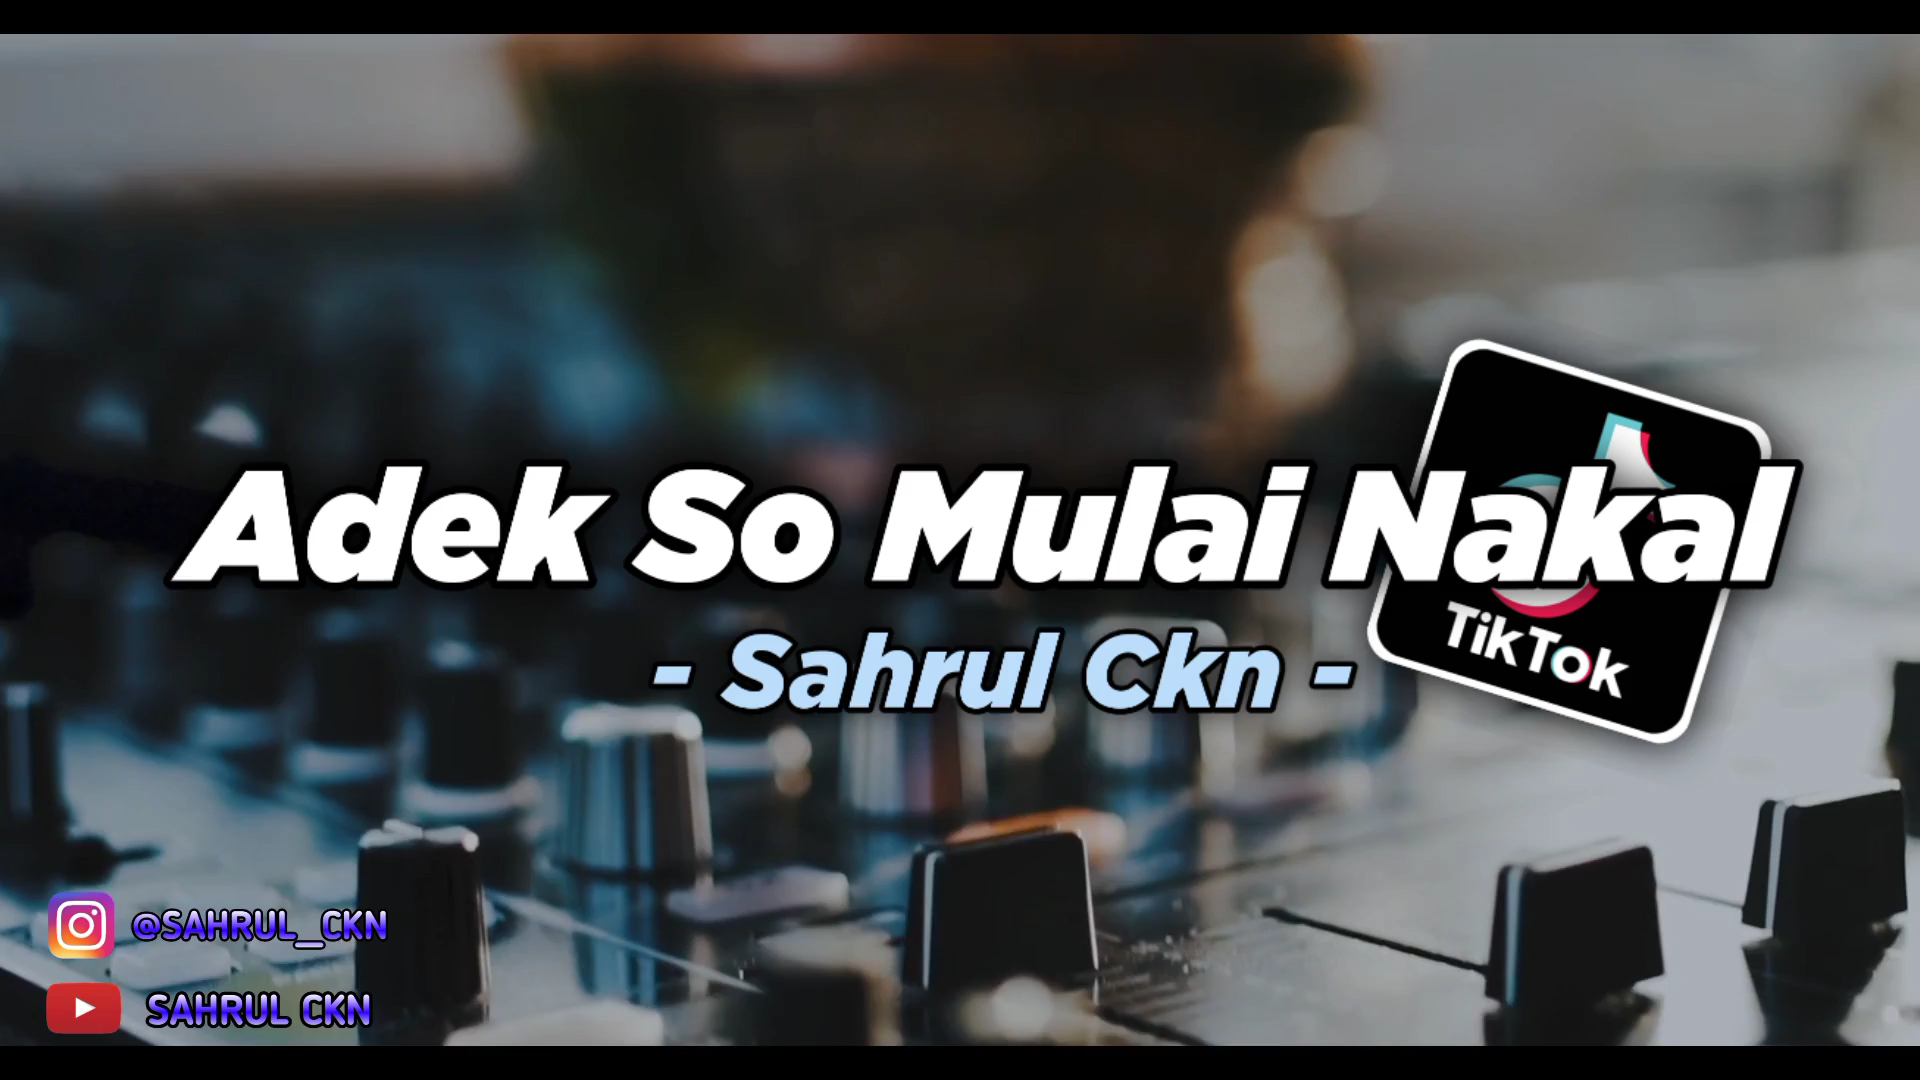 Adek So Mulai Nakal
- Sahrul Ckn -
TikTok
@SAHRUL_CKN
SAHRUL CKN